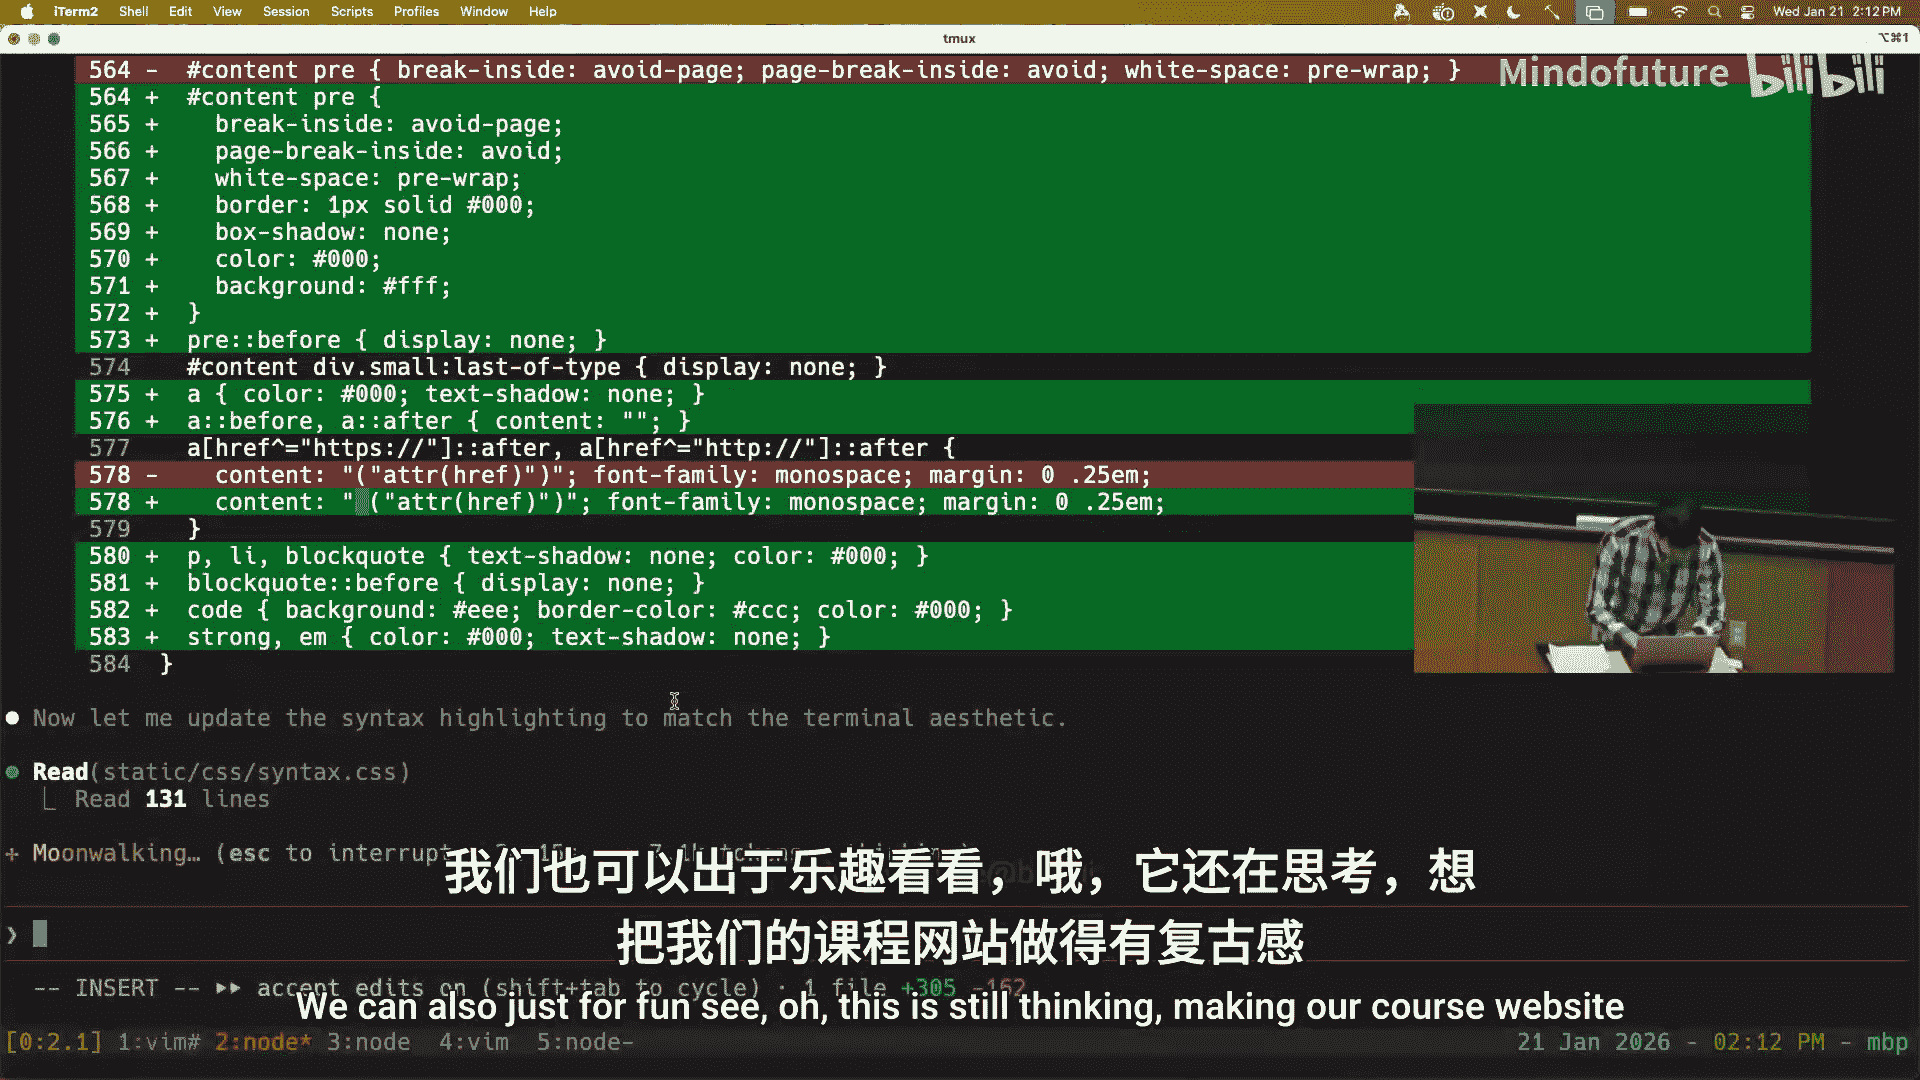 iTerm2 Shell Edit View Session Scripts Profiles Window Help Wed Jan 21 2:12 PM
tmux ⌥⌘1
Mindofuture bilibili
564 - #content pre { break-inside: avoid-page; page-break-inside: avoid; white-space: pre-wrap; }
564 + #content pre {
565 + break-inside: avoid-page;
566 + page-break-inside: avoid;
567 + white-space: pre-wrap;
568 + border: 1px solid #000;
569 + box-shadow: none;
570 + color: #000;
571 + background: #fff;
572 + }
573 + pre::before { display: none; }
574 #content div.small:last-of-type { display: none; }
575 + a { color: #000; text-shadow: none; }
576 + a::before, a::after { content: ""; }
577 a[href^="https://"]::after, a[href^="http://"]::after {
578 - content: "("attr(href)")"; font-family: monospace; margin: 0 .25em;
578 + content: " ("attr(href)")"; font-family: monospace; margin: 0 .25em;
579 }
580 + p, li, blockquote { text-shadow: none; color: #000; }
581 + blockquote::before { display: none; }
582 + code { background: #eee; border-color: #ccc; color: #000; }
583 + strong, em { color: #000; text-shadow: none; }
584 }
● Now let me update the syntax highlighting to match the terminal aesthetic.
● Read(static/css/syntax.css)
⎿ Read 131 lines
Moonwalking… (esc to interrupt
我们也可以出于乐趣看看，哦，它还在思考，想
❯
把我们的课程网站做得有复古感
-- INSERT -- ⏵⏵ accept edits on (shift+tab to cycle) · 1 file +305 -162
We can also just for fun see, oh, this is still thinking, making our course website
[0:2.1] 1:vim# 2:node* 3:node 4:vim 5:node- 21 Jan 2026 - 02:12 PM - mbp